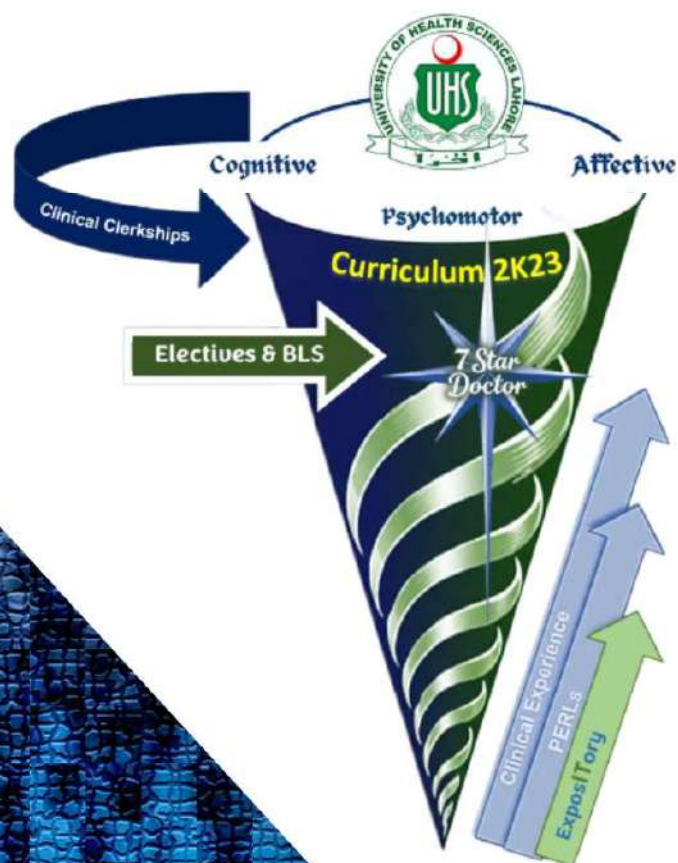 UNIVERSITY OF HEALTH SCIENCES LAHORE
UHS
Cognitive
Affective
Psychomotor
Clinical Clerkships
Curriculum 2K23
Electives & BLS
7 Star
Doctor
Clinical Experience
PERLs
ExposITory